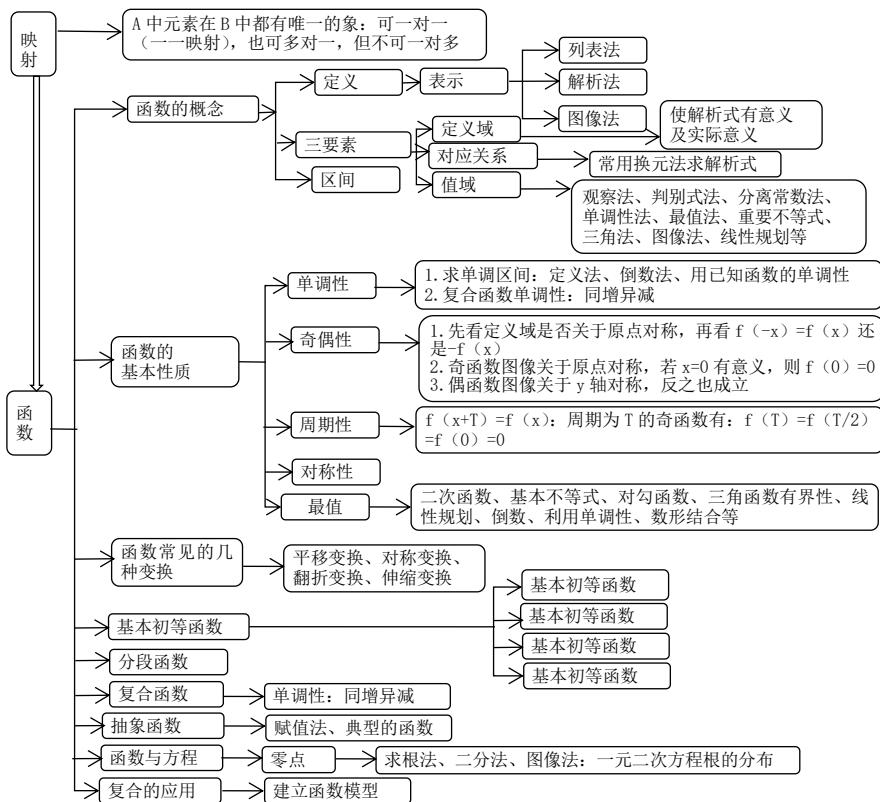 映
射
A 中元素在 B 中都有唯一的象：可一对一
（一一映射），也可多对一，但不可一对多
函
数
函数的概念
定义
表示
列表法
解析法
图像法
三要素
定义域
使解析式有意义
及实际意义
对应关系
常用换元法求解析式
区间
值域
观察法、判别式法、分离常数法、
单调性法、最值法、重要不等式、
三角法、图像法、线性规划等
函数的
基本性质
单调性
1.求单调区间：定义法、倒数法、用已知函数的单调性
2.复合函数单调性：同增异减
奇偶性
1.先看定义域是否关于原点对称，再看 f（-x）=f（x）还
是-f（x）
2.奇函数图像关于原点对称，若 x=0 有意义，则 f（0）=0
3.偶函数图像关于 y 轴对称，反之也成立
周期性
f（x+T）=f（x）：周期为 T 的奇函数有：f（T）=f（T/2）
=f（0）=0
对称性
最值
二次函数、基本不等式、对勾函数、三角函数有界性、线
性规划、倒数、利用单调性、数形结合等
函数常见的几
种变换
平移变换、对称变换、
翻折变换、伸缩变换
基本初等函数
基本初等函数
基本初等函数
基本初等函数
基本初等函数
分段函数
复合函数
单调性：同增异减
抽象函数
赋值法、典型的函数
函数与方程
零点
求根法、二分法、图像法：一元二次方程根的分布
复合的应用
建立函数模型